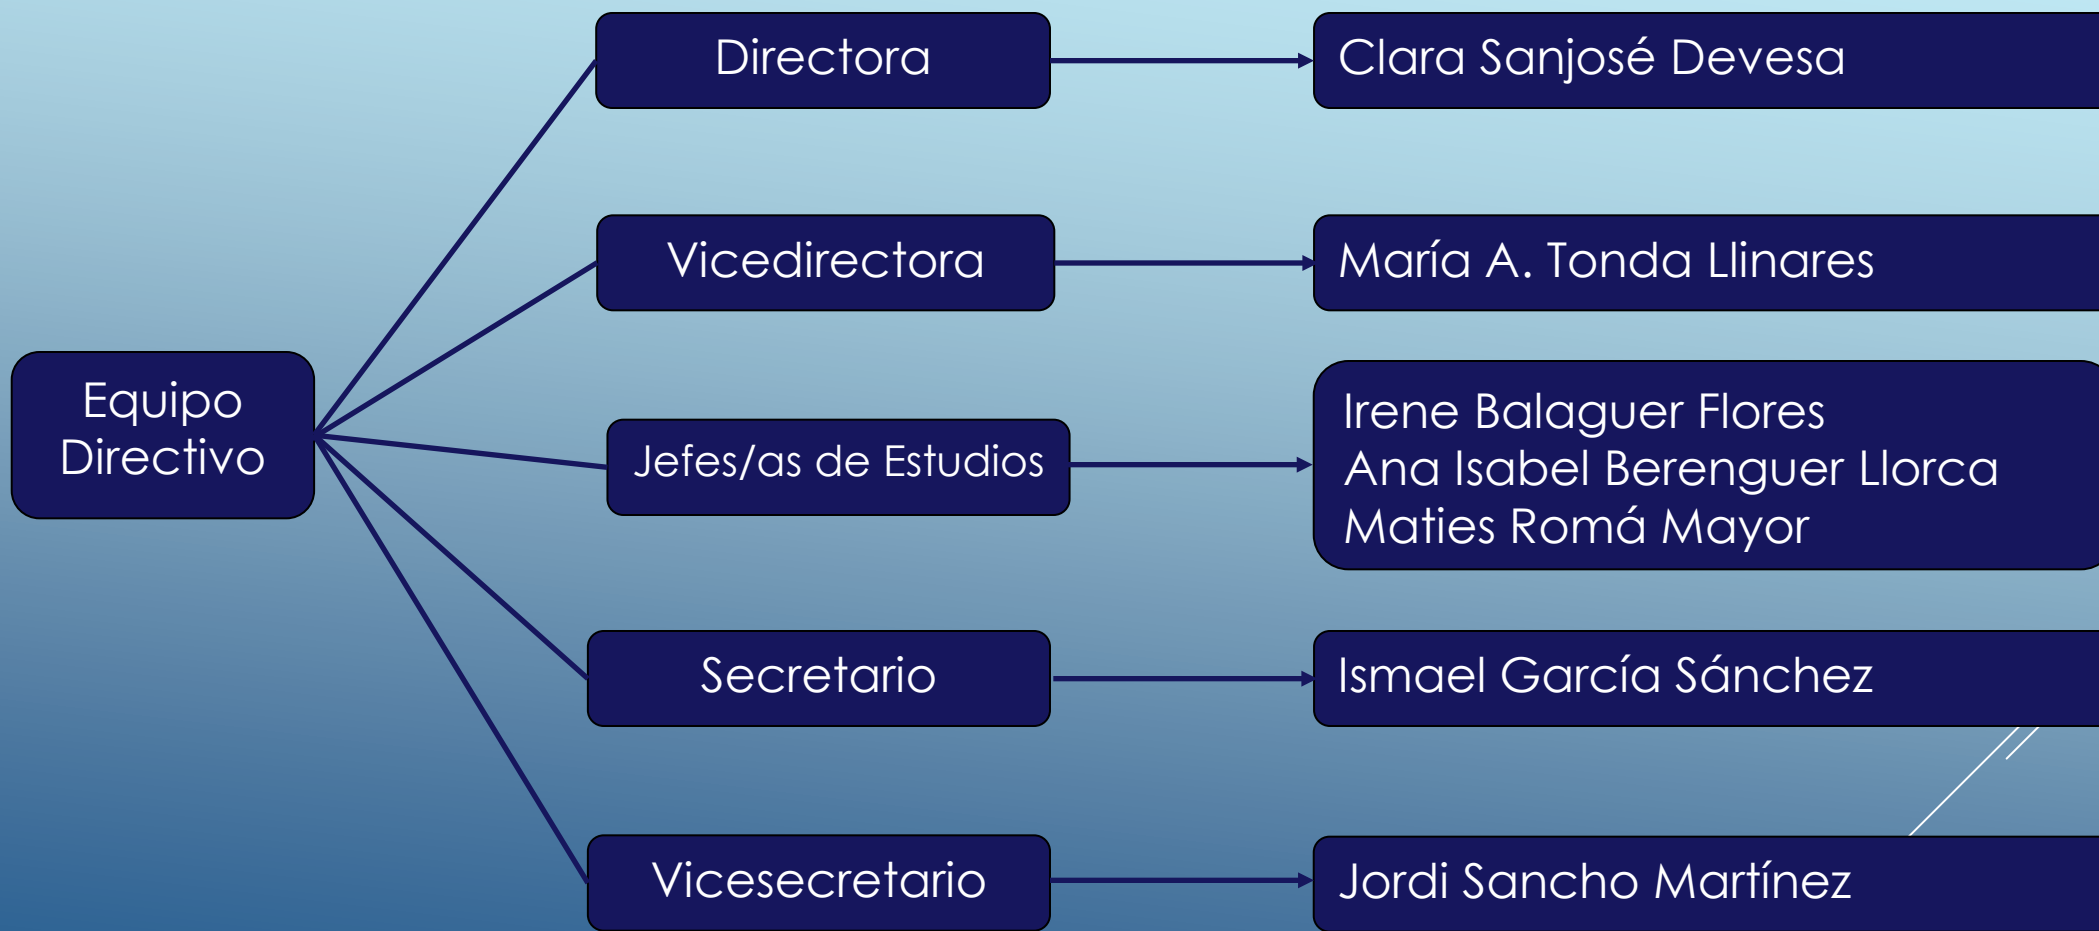 Equipo
Directivo
Directora
Clara Sanjosé Devesa
Vicedirectora
María A. Tonda Llinares
Jefes/as de Estudios
Irene Balaguer Flores
Ana Isabel Berenguer Llorca
Maties Romá Mayor
Secretario
Ismael García Sánchez
Vicesecretario
Jordi Sancho Martínez